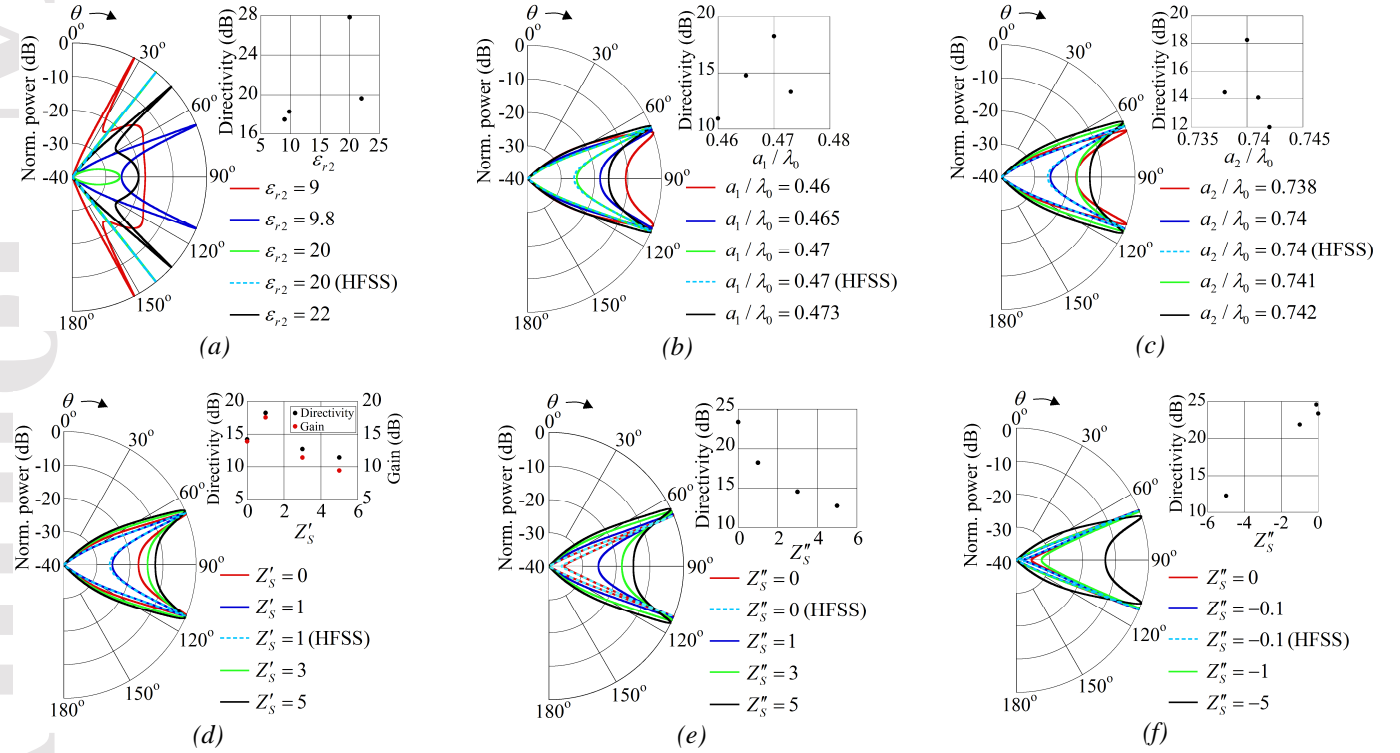 θ
0°
30°
60°
90°
120°
150°
180°
Norm. power (dB)
0
-10
-20
-30
-40
Directivity (dB)
28
24
20
16
5 10 15 20 25
ε_r2
ε_r2 = 9
ε_r2 = 9.8
ε_r2 = 20
ε_r2 = 20 (HFSS)
ε_r2 = 22
(a)
θ
0°
30°
60°
90°
120°
150°
180°
Norm. power (dB)
0
-10
-20
-30
-40
Directivity (dB)
20
15
10
0.46 0.47 0.48
a_1 / λ_0
a_1 / λ_0 = 0.46
a_1 / λ_0 = 0.465
a_1 / λ_0 = 0.47
a_1 / λ_0 = 0.47 (HFSS)
a_1 / λ_0 = 0.473
(b)
θ
0°
30°
60°
90°
120°
150°
180°
Norm. power (dB)
0
-10
-20
-30
-40
Directivity (dB)
20
18
16
14
12
0.735 0.74 0.745
a_2 / λ_0
a_2 / λ_0 = 0.738
a_2 / λ_0 = 0.74
a_2 / λ_0 = 0.74 (HFSS)
a_2 / λ_0 = 0.741
a_2 / λ_0 = 0.742
(c)
θ
0°
30°
60°
90°
120°
150°
180°
Norm. power (dB)
0
-10
-20
-30
-40
Directivity (dB)
20
15
10
5
Directivity
Gain
20
15
10
5
Gain (dB)
0 2 4 6
Z′_S
Z′_S = 0
Z′_S = 1
Z′_S = 1 (HFSS)
Z′_S = 3
Z′_S = 5
(d)
θ
0°
30°
60°
90°
120°
150°
180°
Norm. power (dB)
0
-10
-20
-30
-40
Directivity (dB)
25
20
15
10
0 2 4 6
Z″_S
Z″_S = 0
Z″_S = 0 (HFSS)
Z″_S = 1
Z″_S = 3
Z″_S = 5
(e)
θ
0°
30°
60°
90°
120°
150°
180°
Norm. power (dB)
0
-10
-20
-30
-40
Directivity (dB)
25
20
15
10
-6 -4 -2 0
Z″_S
Z″_S = 0
Z″_S = −0.1
Z″_S = −0.1 (HFSS)
Z″_S = −1
Z″_S = −5
(f)